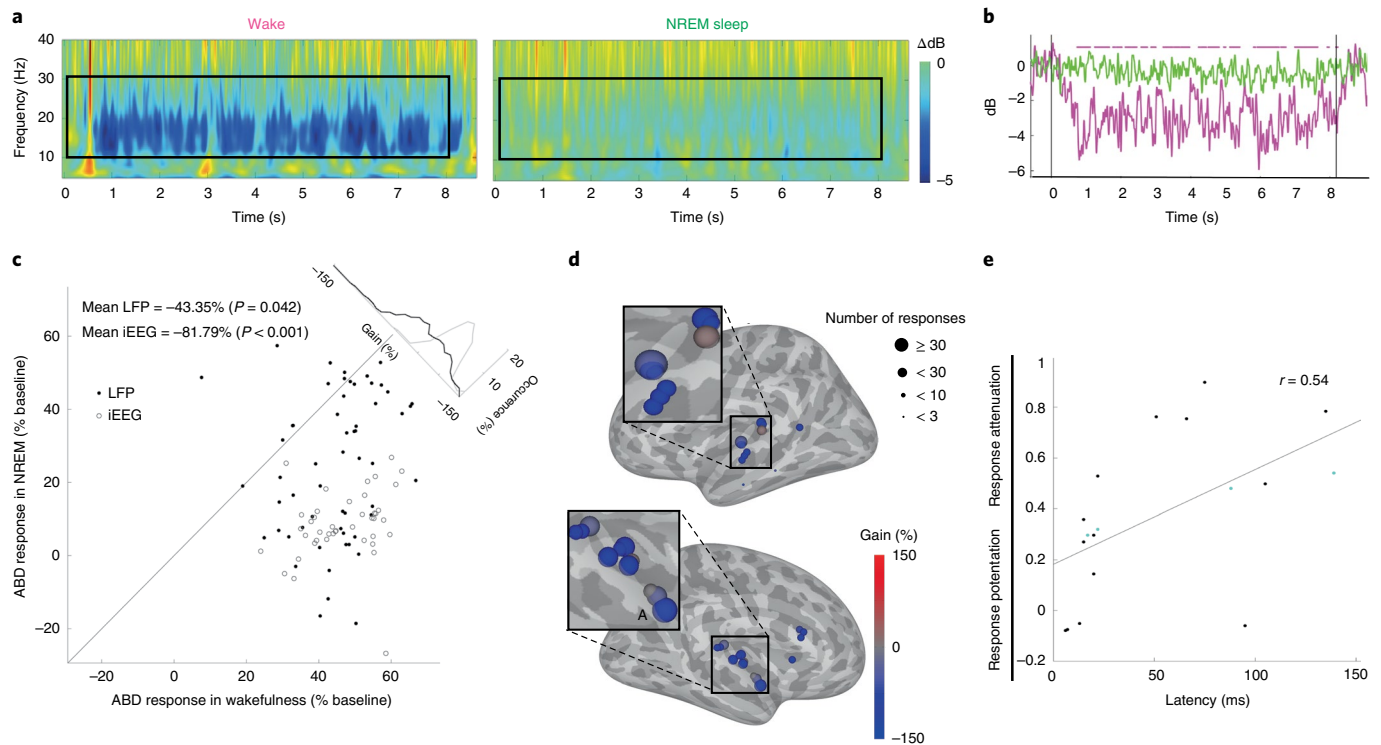 a
Wake
NREM sleep
b
40
30
20
10
Frequency (Hz)
0 1 2 3 4 5 6 7 8
Time (s)
0 1 2 3 4 5 6 7 8
Time (s)
ΔdB
0
−5
0
−2
−4
−6
dB
0 1 2 3 4 5 6 7 8
Time (s)
c
Mean LFP = −43.35% (P = 0.042)
Mean iEEG = −81.79% (P < 0.001)
LFP
iEEG
60
40
20
0
−20
ABD response in NREM (% baseline)
−20 0 20 40 60
ABD response in wakefulness (% baseline)
−150
Gain (%)
−150
10
20
Occurence (%)
d
Number of responses
≥ 30
< 30
< 10
< 3
A
Gain (%)
150
0
−150
e
r = 0.54
Response attenuation
Response potentation
1
0.8
0.6
0.4
0.2
0
−0.2
0 50 100 150
Latency (ms)